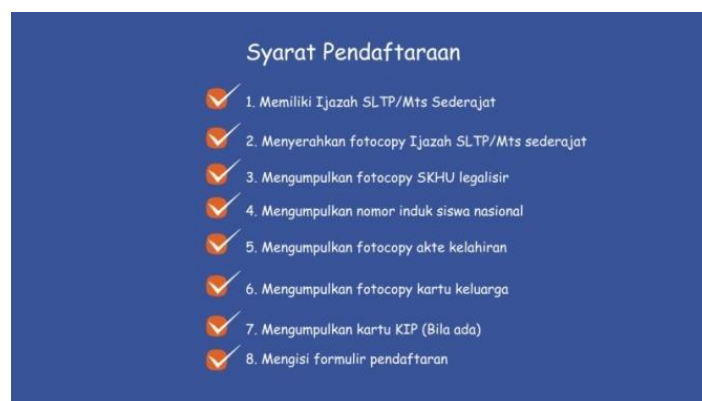 Syarat Pendaftaraan
1. Memiliki Ijazah SLTP/Mts Sederajat
2. Menyerahkan fotocopy Ijazah SLTP/Mts sederajat
3. Mengumpulkan fotocopy SKHU legalisir
4. Mengumpulkan nomor induk siswa nasional
5. Mengumpulkan fotocopy akte kelahiran
6. Mengumpulkan fotocopy kartu keluarga
7. Mengumpulkan kartu KIP (Bila ada)
8. Mengisi formulir pendaftaran